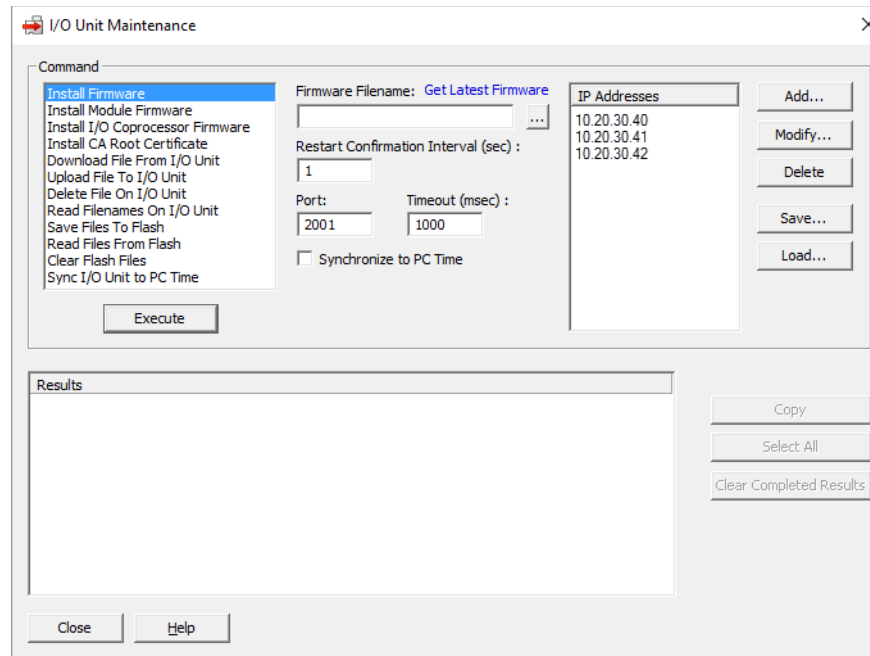 I/O Unit Maintenance
Command
Install Firmware
Install Module Firmware
Install I/O Coprocessor Firmware
Install CA Root Certificate
Download File From I/O Unit
Upload File To I/O Unit
Delete File On I/O Unit
Read Filenames On I/O Unit
Save Files To Flash
Read Files From Flash
Clear Flash Files
Sync I/O Unit to PC Time
Execute
Firmware Filename: Get Latest Firmware
...
Restart Confirmation Interval (sec) :
1
Port: Timeout (msec) :
2001 1000
Synchronize to PC Time
IP Addresses
10.20.30.40
10.20.30.41
10.20.30.42
Add...
Modify...
Delete
Save...
Load...
Results
Copy
Select All
Clear Completed Results
Close Help